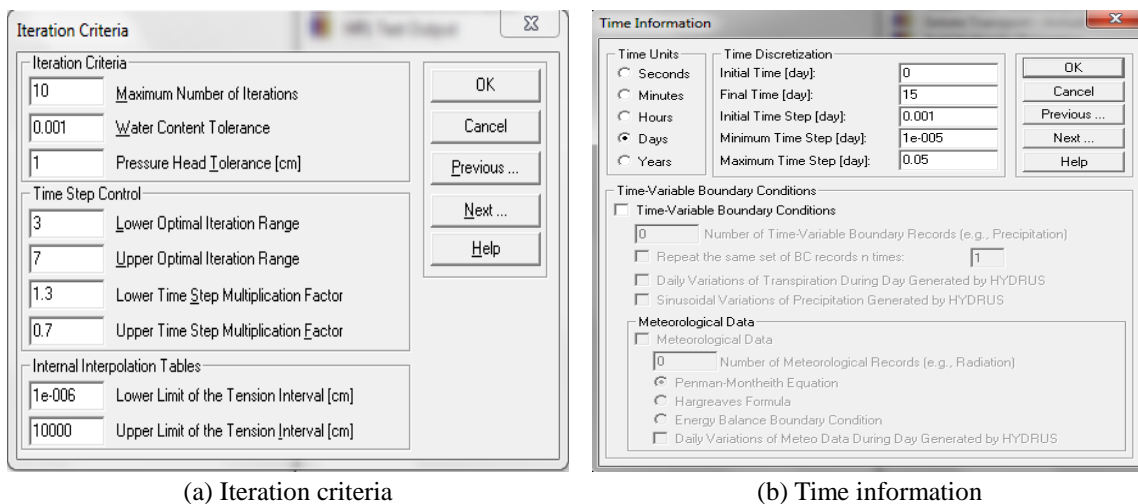 Iteration Criteria
Iteration Criteria
10 Maximum Number of Iterations
0.001 Water Content Tolerance
1 Pressure Head Tolerance [cm]
Time Step Control
3 Lower Optimal Iteration Range
7 Upper Optimal Iteration Range
1.3 Lower Time Step Multiplication Factor
0.7 Upper Time Step Multiplication Factor
Internal Interpolation Tables
1e-006 Lower Limit of the Tension Interval [cm]
10000 Upper Limit of the Tension Interval [cm]
OK
Cancel
Previous ...
Next ...
Help
(a) Iteration criteria
Time Information
Time Units
Seconds
Minutes
Hours
Days
Years
Time Discretization
Initial Time [day]: 0
Final Time [day]: 15
Initial Time Step [day]: 0.001
Minimum Time Step [day]: 1e-005
Maximum Time Step [day]: 0.05
OK
Cancel
Previous ...
Next ...
Help
Time-Variable Boundary Conditions
Time-Variable Boundary Conditions
0 Number of Time-Variable Boundary Records (e.g., Precipitation)
Repeat the same set of BC records n times: 1
Daily Variations of Transpiration During Day Generated by HYDRUS
Sinusoidal Variations of Precipitation Generated by HYDRUS
Meteorological Data
Meteorological Data
0 Number of Meteorological Records (e.g., Radiation)
Penman-Montheith Equation
Hargreaves Formula
Energy Balance Boundary Condition
Daily Variations of Meteo Data During Day Generated by HYDRUS
(b) Time information